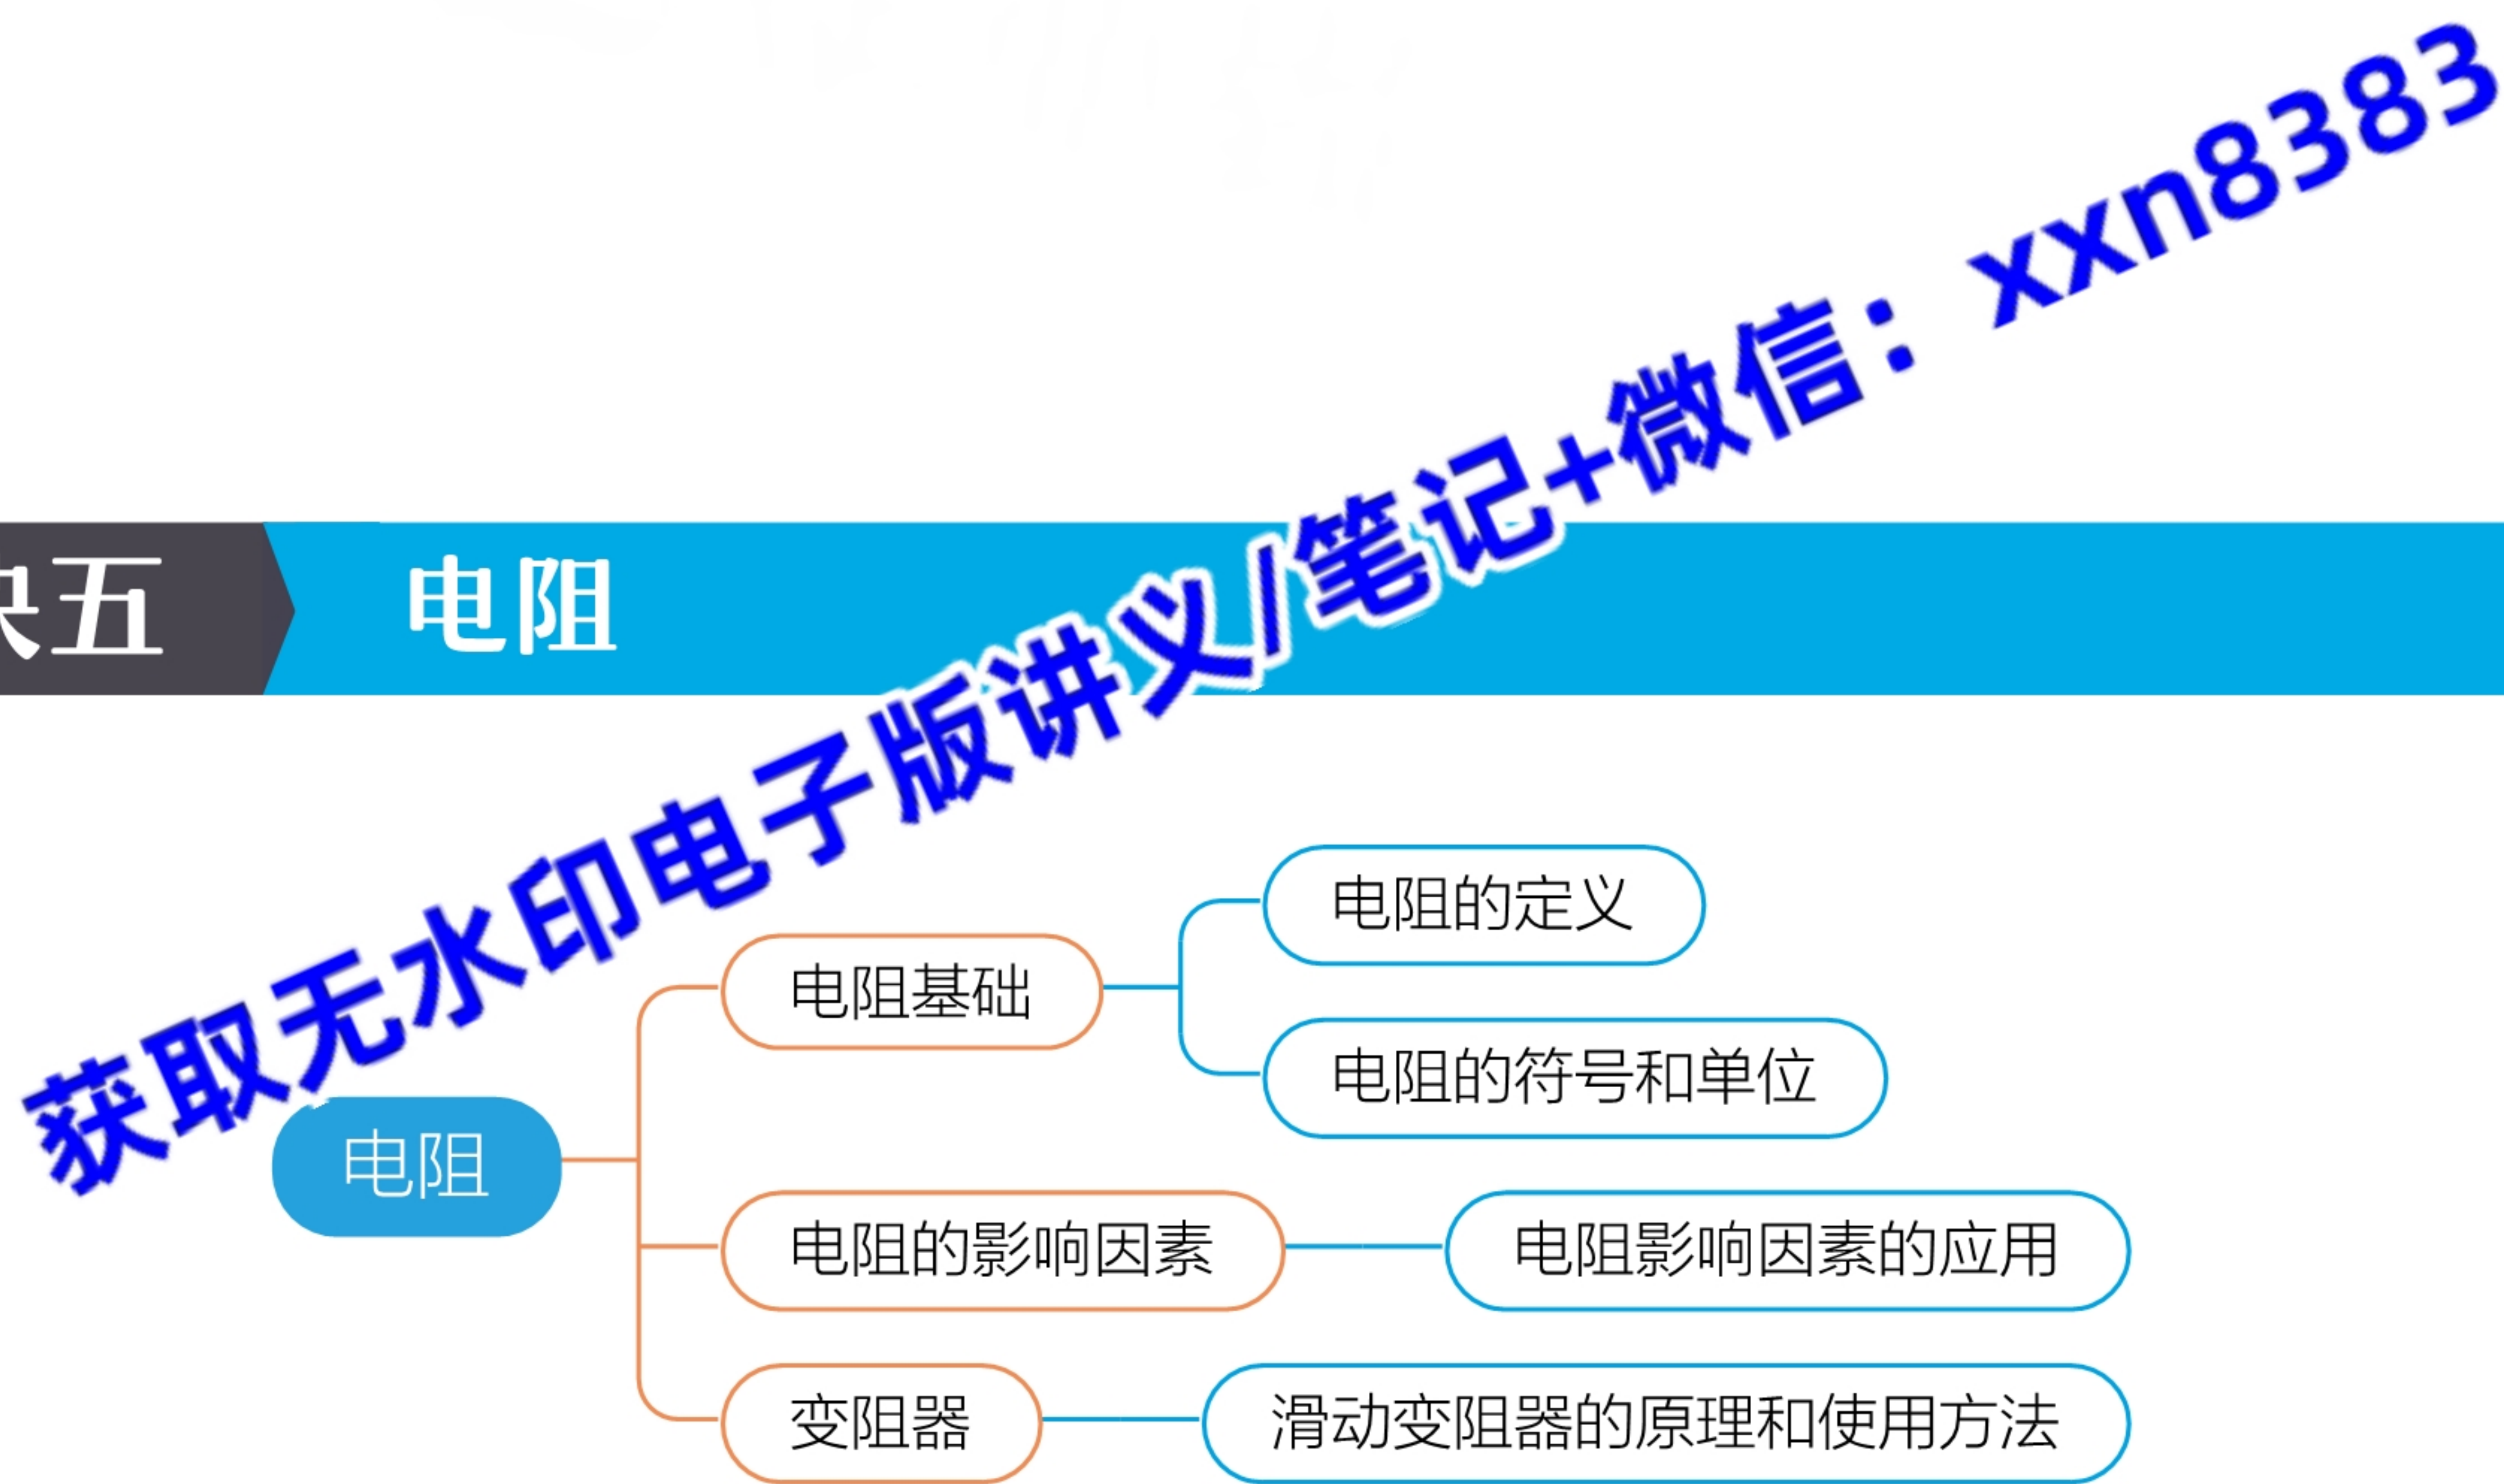 获取无水印电子版讲义/笔记+微信：xxn8383
块五
电阻
电阻
电阻基础
电阻的定义
电阻的符号和单位
电阻的影响因素
电阻影响因素的应用
变阻器
滑动变阻器的原理和使用方法